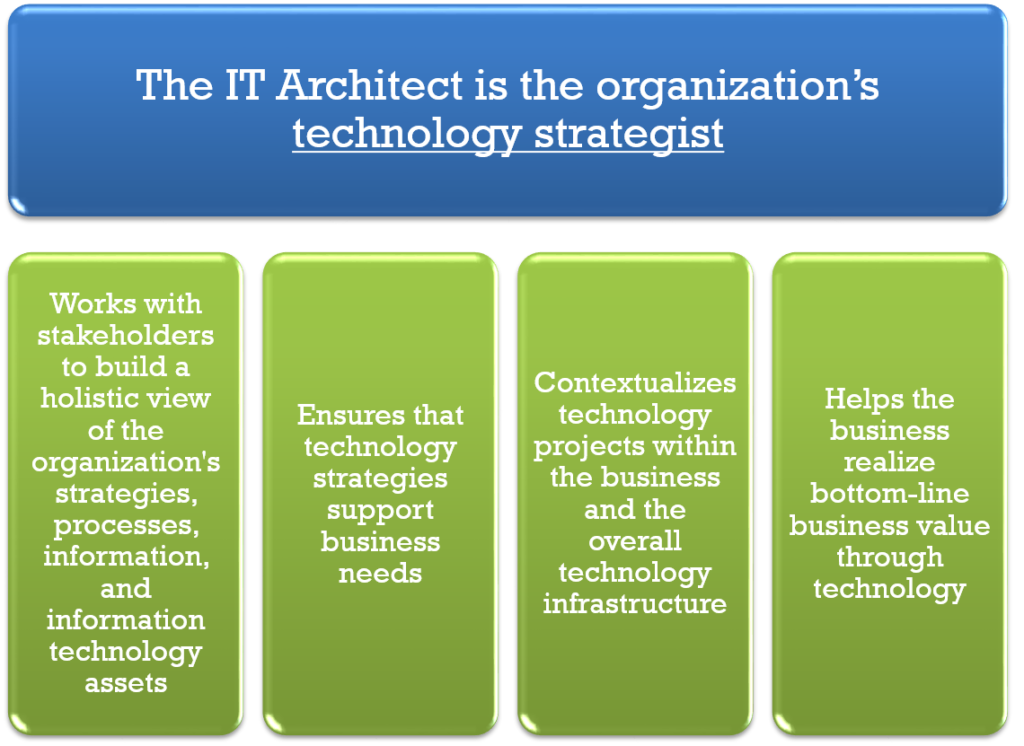 The IT Architect is the organization’s
technology strategist
Works with
stakeholders
to build a
holistic view
of the
organization's
strategies,
processes,
information,
and
information
technology
assets
Ensures that
technology
strategies
support
business
needs
Contextualizes
technology
projects within
the business
and the
overall
technology
infrastructure
Helps the
business
realize
bottom-line
business value
through
technology